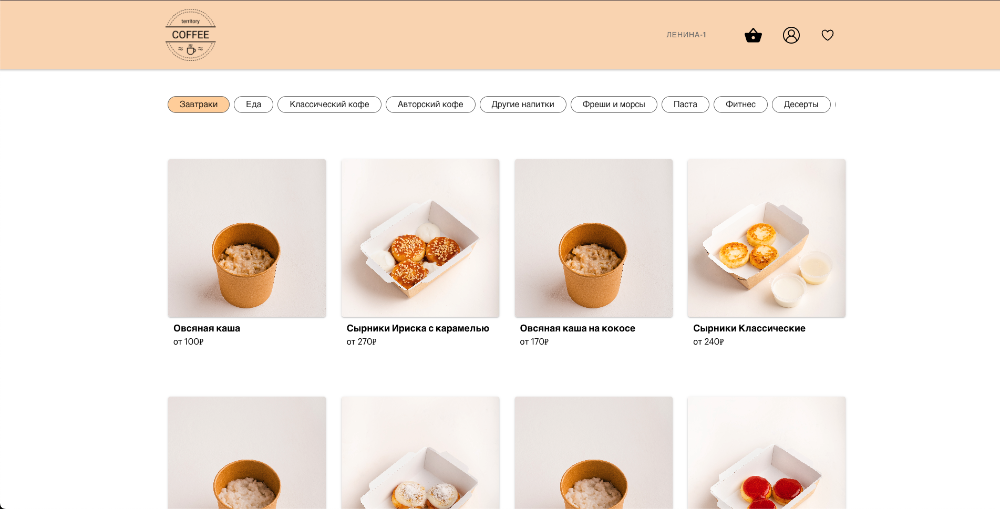 territory
COFFEE
ЛЕНИНА-1
Завтраки
Еда
Классический кофе
Авторский кофе
Другие напитки
Фреши и морсы
Паста
Фитнес
Десерты
Овсяная каша
от 100₽
Сырники Ириска с карамелью
от 270₽
Овсяная каша на кокосе
от 170₽
Сырники Классические
от 240₽